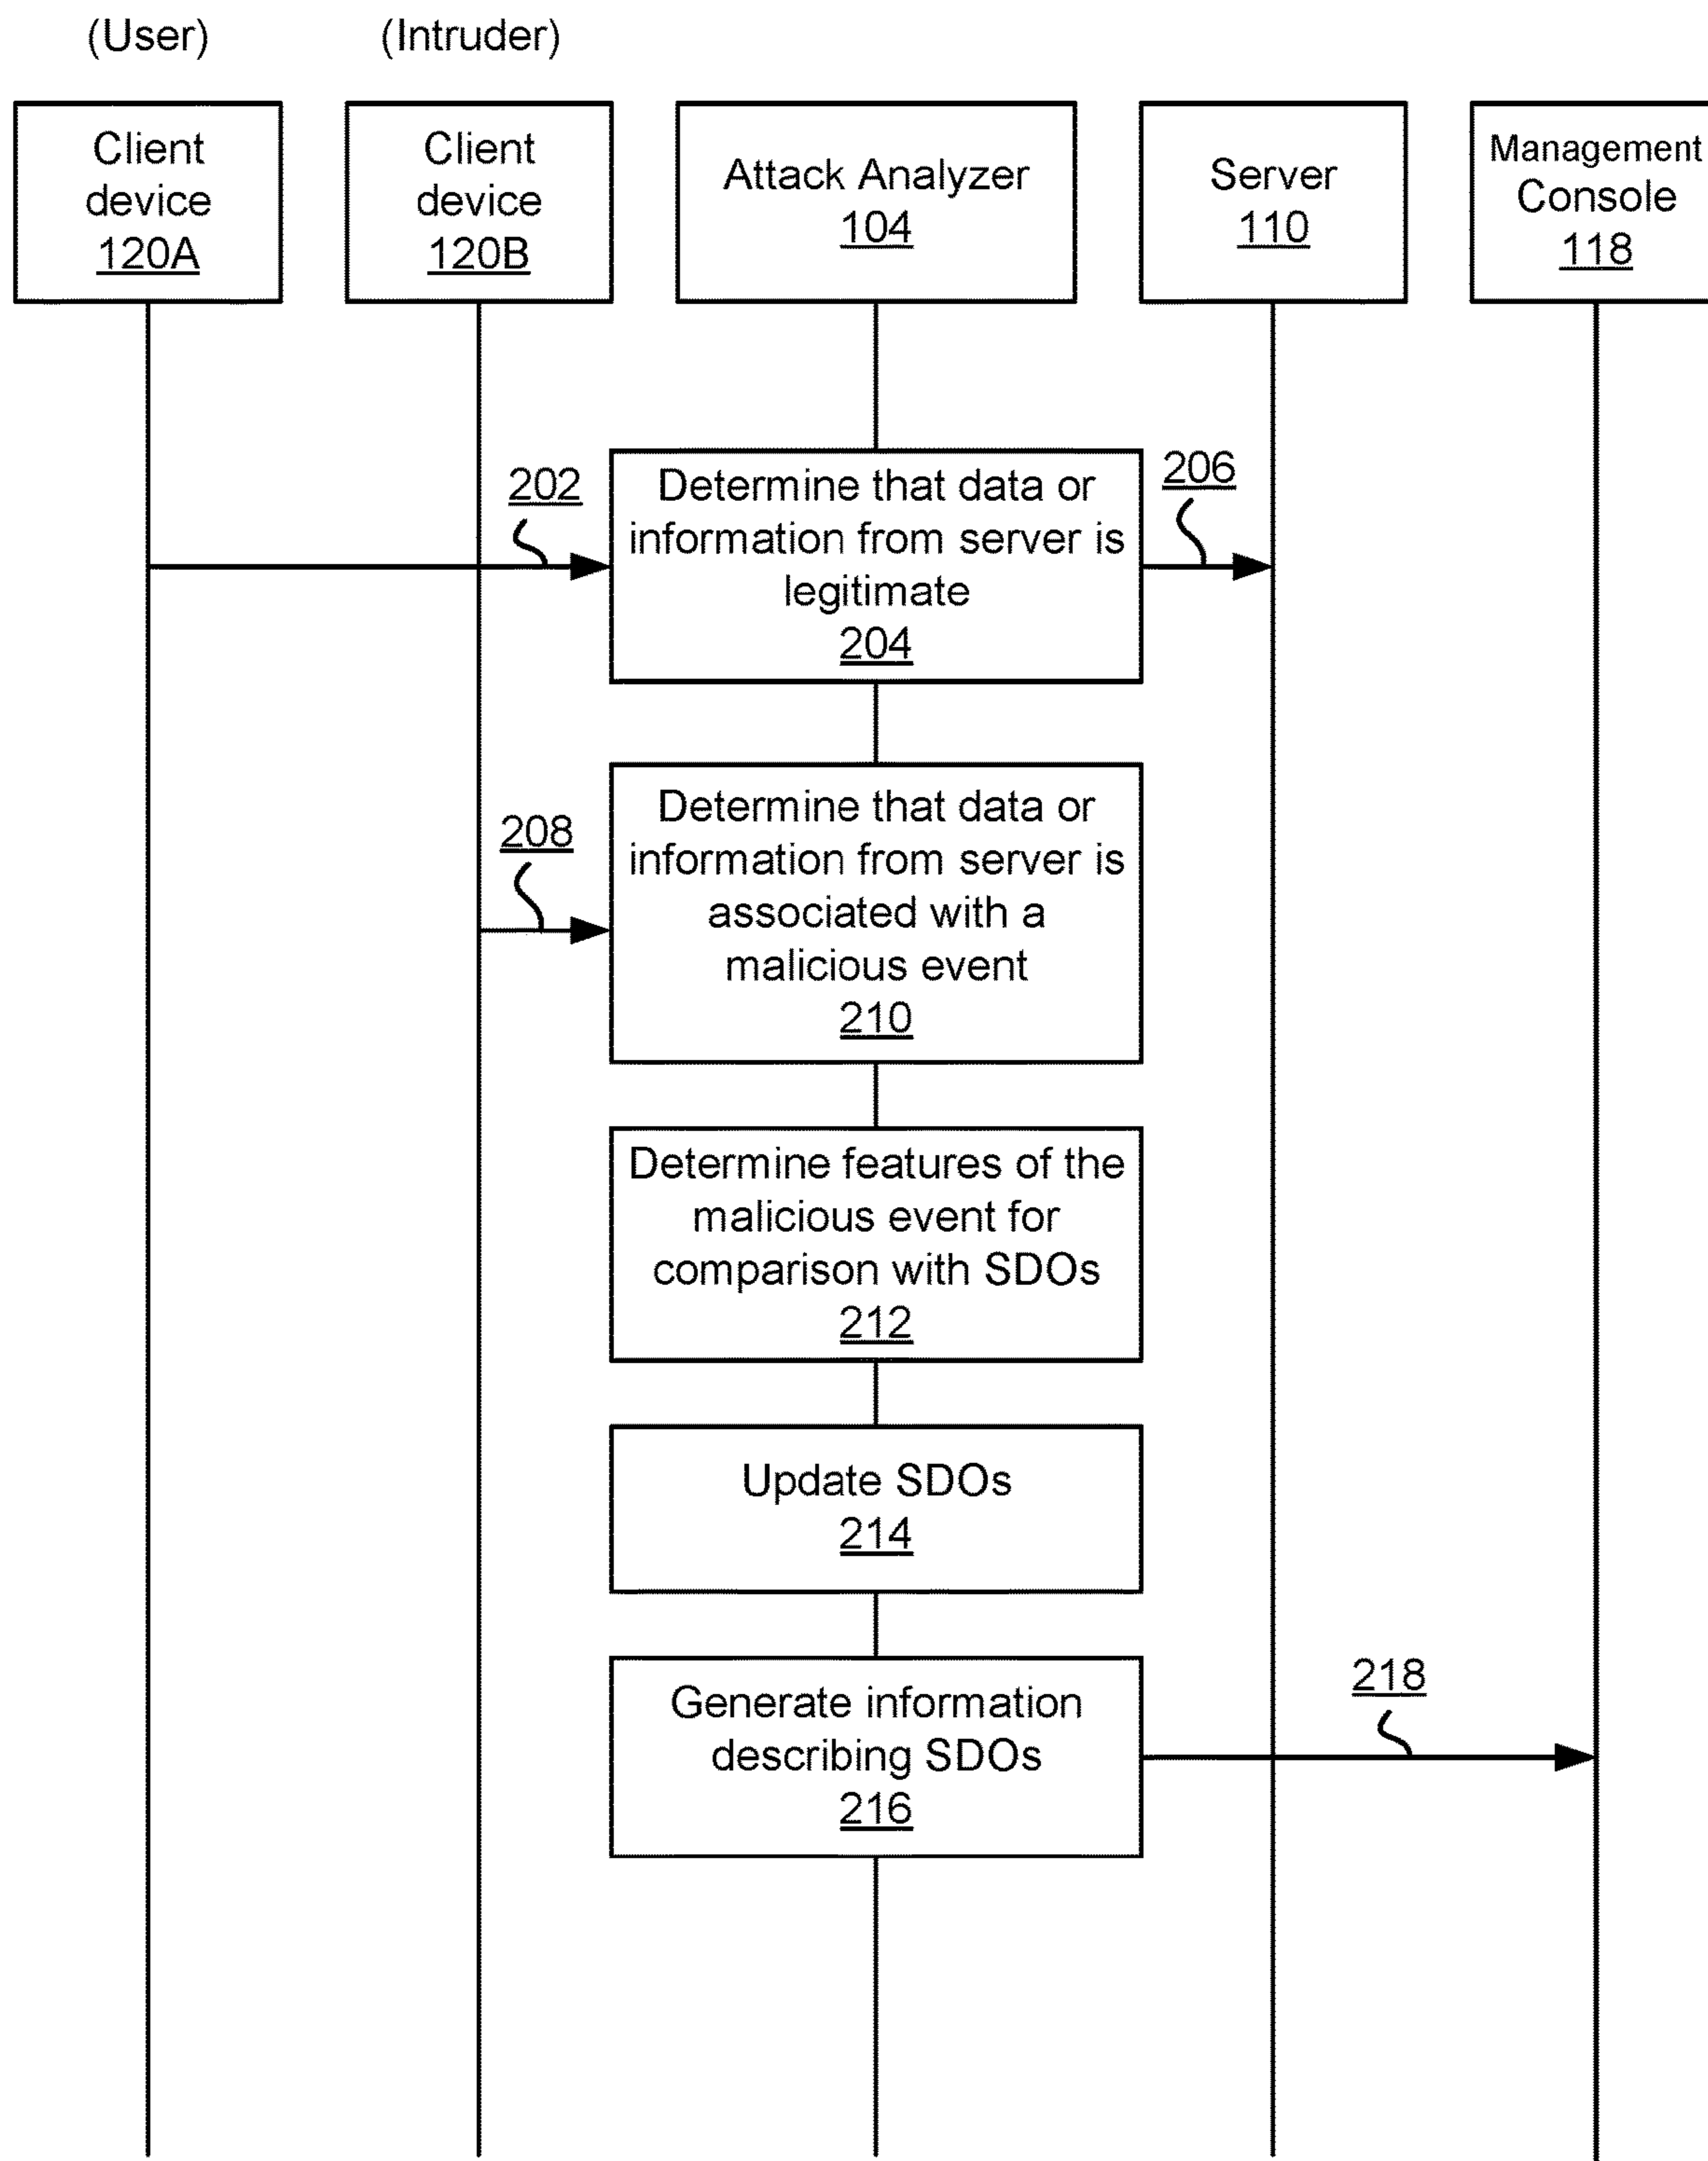 (User)
(Intruder)
Client
device
120A
Client
device
120B
Attack Analyzer
104
Server
110
Management
Console
118
202
Determine that data or
information from server is
legitimate
204
206
208
Determine that data or
information from server is
associated with a
malicious event
210
Determine features of the
malicious event for
comparison with SDOs
212
Update SDOs
214
Generate information
describing SDOs
216
218